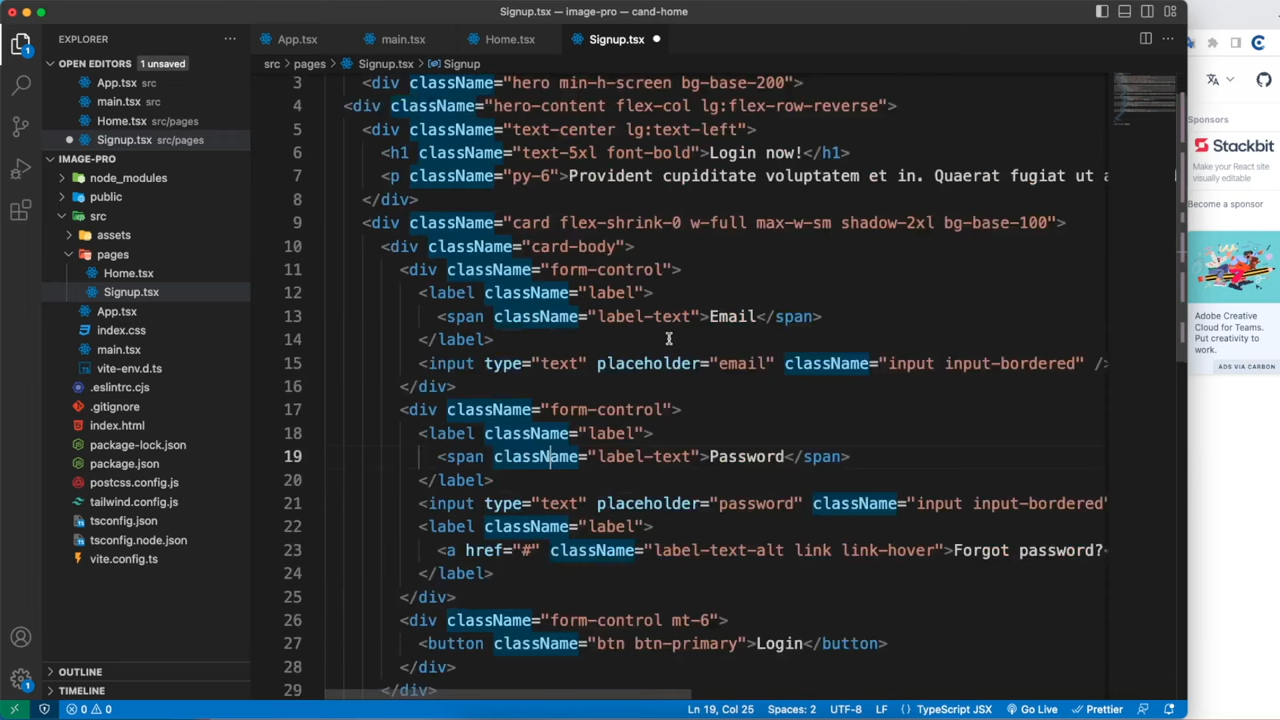 Signup.tsx — image-pro — cand-home
EXPLORER
App.tsx
main.tsx
Home.tsx
Signup.tsx
OPEN EDITORS
1 unsaved
App.tsx src
main.tsx src
Home.tsx src/pages
Signup.tsx src/pages
IMAGE-PRO
node_modules
public
src
assets
pages
Home.tsx
Signup.tsx
App.tsx
index.css
main.tsx
vite-env.d.ts
.eslintrc.cjs
.gitignore
index.html
package-lock.json
package.json
postcss.config.js
tailwind.config.js
tsconfig.json
tsconfig.node.json
vite.config.ts
OUTLINE
TIMELINE
src > pages > Signup.tsx > Signup
3 <div className="hero min-h-screen bg-base-200">
4 <div className="hero-content flex-col lg:flex-row-reverse">
5 <div className="text-center lg:text-left">
6 <h1 className="text-5xl font-bold">Login now!</h1>
7 <p className="py-6">Provident cupiditate voluptatem et in. Quaerat fugiat ut a
8 </div>
9 <div className="card flex-shrink-0 w-full max-w-sm shadow-2xl bg-base-100">
10 <div className="card-body">
11 <div className="form-control">
12 <label className="label">
13 <span className="label-text">Email</span>
14 </label>
15 <input type="text" placeholder="email" className="input input-bordered" />
16 </div>
17 <div className="form-control">
18 <label className="label">
19 <span className="label-text">Password</span>
20 </label>
21 <input type="text" placeholder="password" className="input input-bordered"
22 <label className="label">
23 <a href="#" className="label-text-alt link link-hover">Forgot password?<
24 </label>
25 </div>
26 <div className="form-control mt-6">
27 <button className="btn btn-primary">Login</button>
28 </div>
29 </div>
Sponsors
Stackbit
Make your React site
visually editable
Become a sponsor
Adobe Creative
Cloud for Teams.
Put creativity to
work.
ADS VIA CARBON
0 0
Ln 19, Col 25
Spaces: 2
UTF-8
LF
{ } TypeScript JSX
Go Live
Prettier